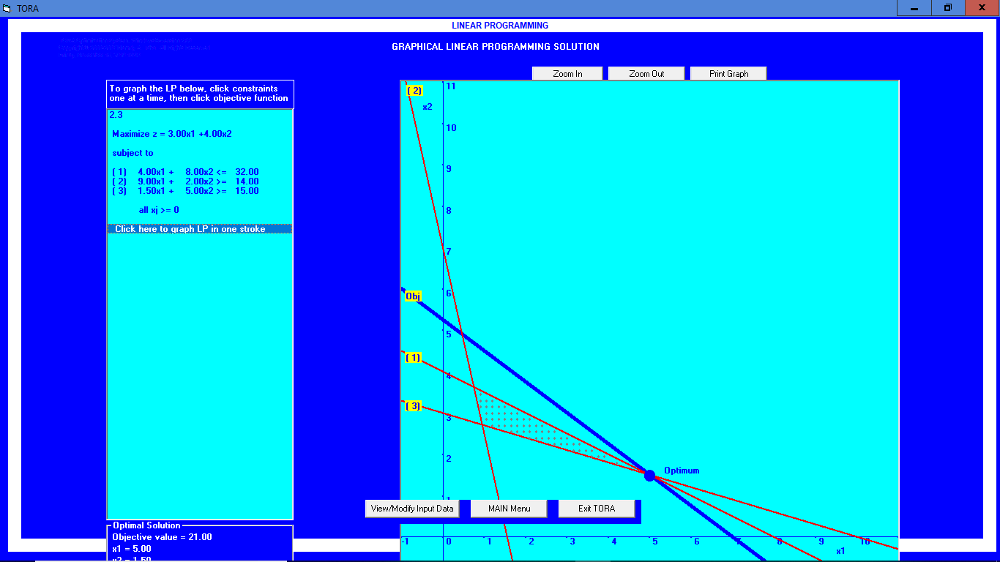 TORA
LINEAR PROGRAMMING
GRAPHICAL LINEAR PROGRAMMING SOLUTION
Zoom In
Zoom Out
Print Graph
To graph the LP below, click constraints
one at a time, then click objective function
2.3
Maximize z = 3.00x1 +4.00x2
subject to
( 1) 4.00x1 + 8.00x2 <= 32.00
( 2) 9.00x1 + 2.00x2 >= 14.00
( 3) 1.50x1 + 5.00x2 >= 15.00
all xj >= 0
Click here to graph LP in one stroke
( 2)
11
x2
10
9
8
7
6
Obj
5
( 1)
4
( 3)
3
2
Optimum
1
View/Modify Input Data
MAIN Menu
Exit TORA
-1 0 1 2 3 4 5 6 7 8 9 10
x1
Optimal Solution
Objective value = 21.00
x1 = 5.00
x2 = 1.50